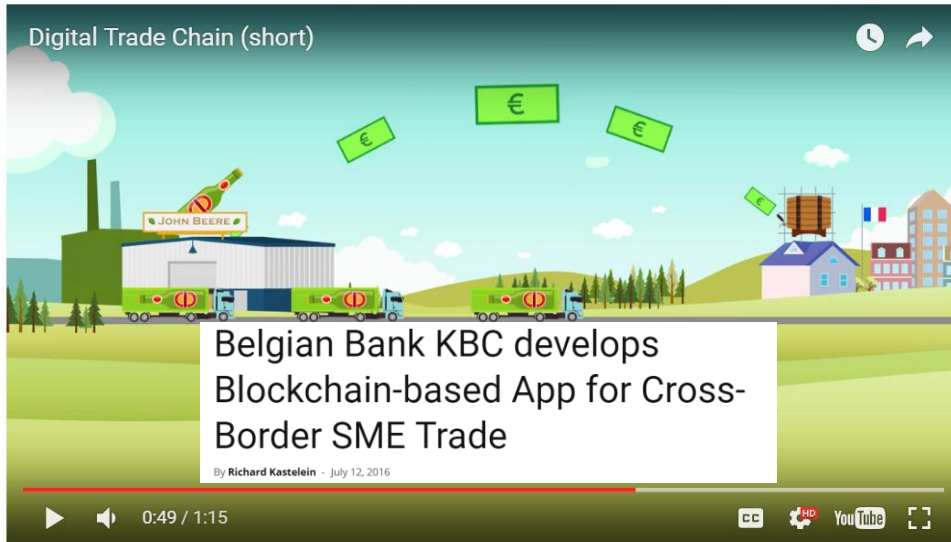 Digital Trade Chain (short)
€
€
€
€
JOHN BEERE
Belgian Bank KBC develops
Blockchain-based App for Cross-
Border SME Trade
By Richard Kastelein - July 12, 2016
0:49 / 1:15
CC
HD
YouTube